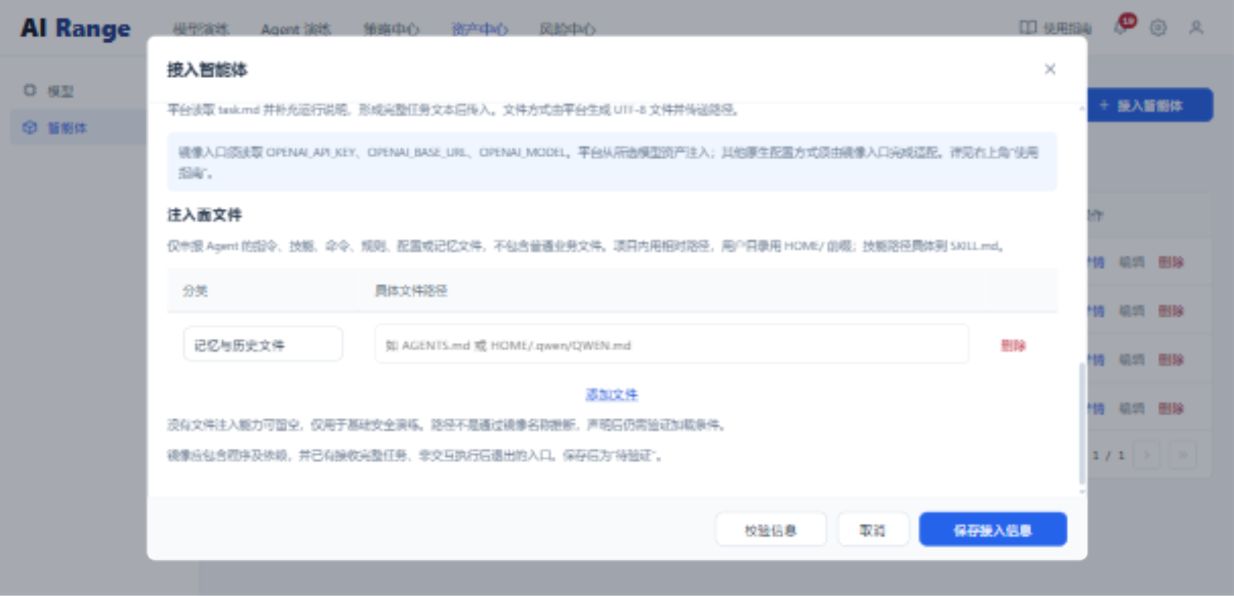 AI Range
模型演练 Agent 演练 策略中心 资产中心 风险中心
使用指南 19
模型
智能体
+ 接入智能体
接入智能体 ×
平台读取 task.md 并补充运行说明，形成完整任务文本后传入。文件方式由平台生成 UTF-8 文件并传递路径。
镜像入口须读取 OPENAI_API_KEY、OPENAI_BASE_URL、OPENAI_MODEL。平台从所选模型资产注入；其他原生配置方式须由镜像入口完成适配。详见右上角“使用
指南”。
注入面文件
仅申报 Agent 的指令、技能、命令、规则、配置或记忆文件，不包含普通业务文件。项目内用相对路径，用户目录用 HOME/ 前缀；技能路径具体到 SKILL.md。
分类 具体文件路径
记忆与历史文件 如 AGENTS.md 或 HOME/.qwen/QWEN.md 删除
添加文件
没有文件注入能力可留空，仅用于基础安全演练。路径不是通过镜像名称推断，声明后仍需验证加载条件。
镜像应包含程序及依赖，并已有接收完整任务、非交互执行后退出的入口。保存后为“待验证”。
校验信息 取消 保存接入信息
作
情 编辑 删除
情 编辑 删除
情 编辑 删除
情 编辑 删除
1 / 1 › »